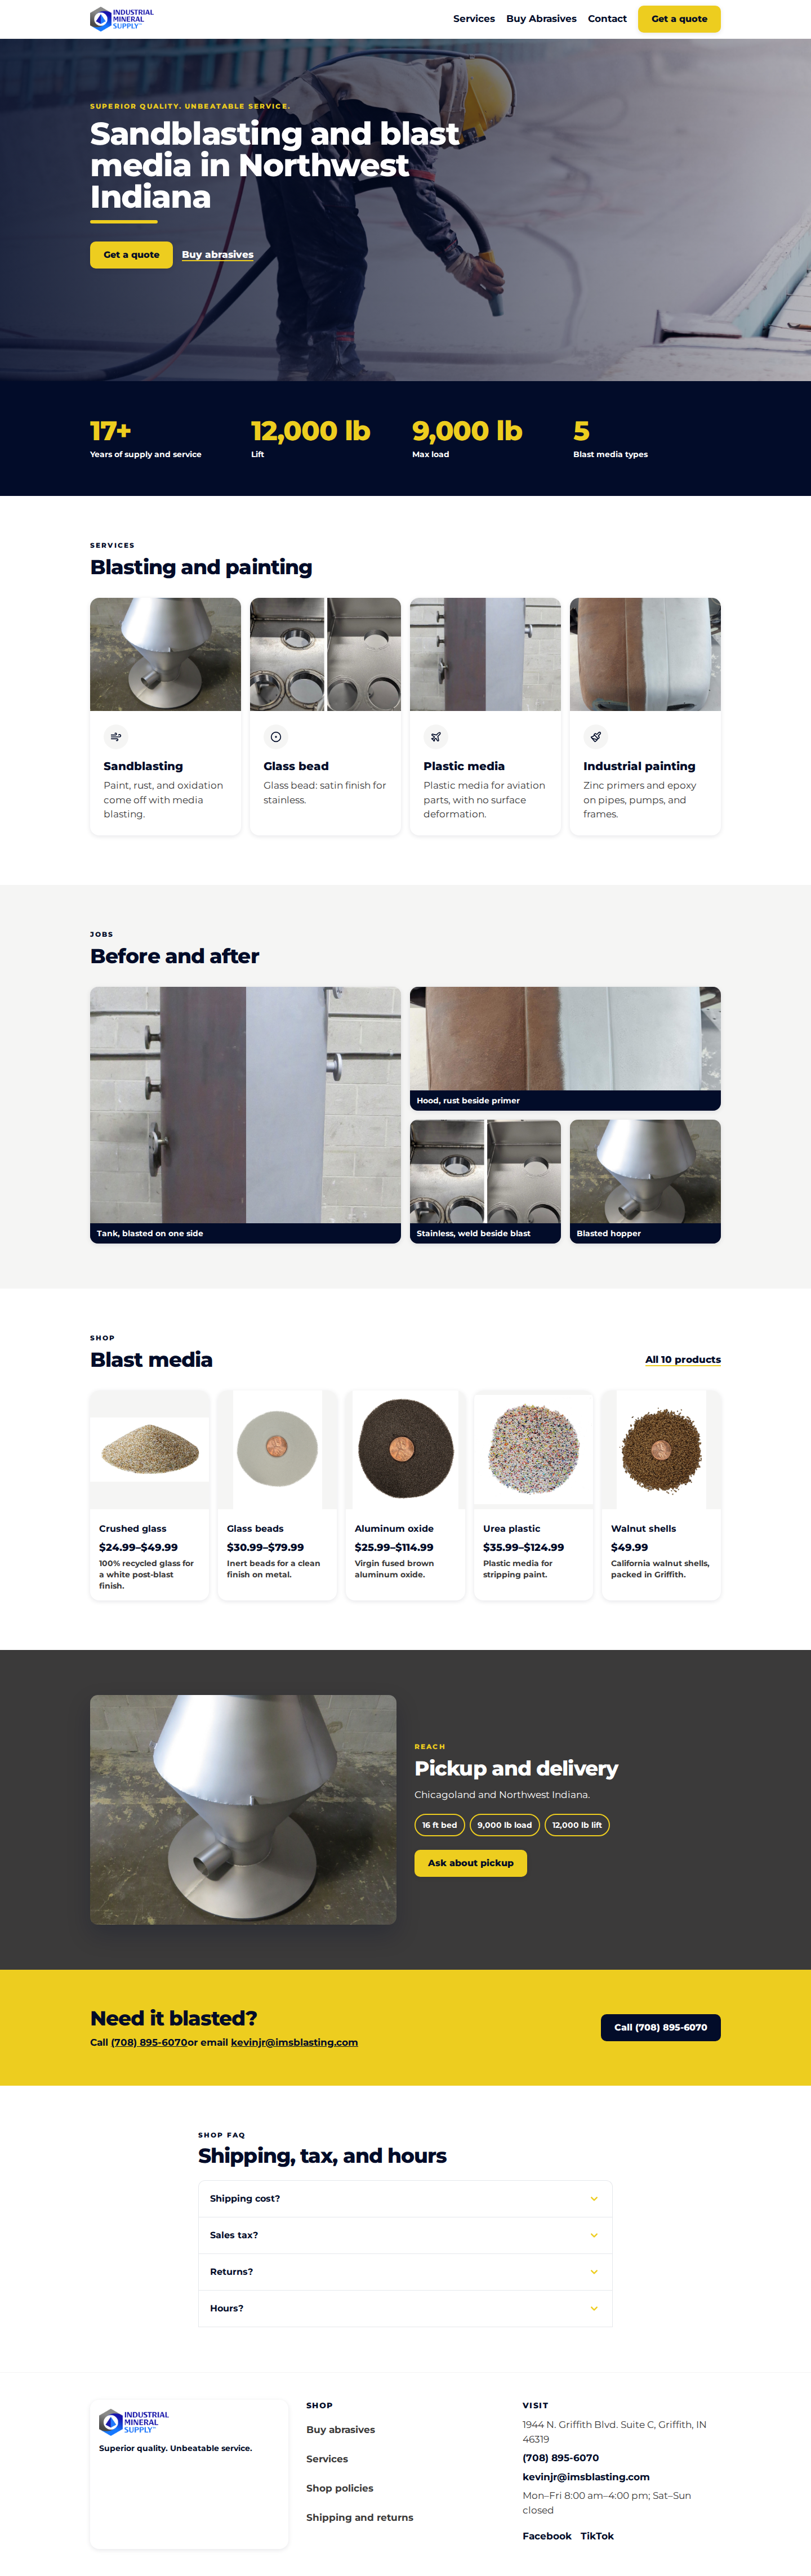 INDUSTRIAL
MINERAL
SUPPLY™
Services
Buy Abrasives
Contact
Get a quote
SUPERIOR QUALITY. UNBEATABLE SERVICE.
Sandblasting and blast
media in Northwest
Indiana
Get a quote
Buy abrasives
17+
Years of supply and service
12,000 lb
Lift
9,000 lb
Max load
5
Blast media types
SERVICES
Blasting and painting
Sandblasting
Paint, rust, and oxidation
come off with media
blasting.
Glass bead
Glass bead: satin finish for
stainless.
Plastic media
Plastic media for aviation
parts, with no surface
deformation.
Industrial painting
Zinc primers and epoxy
on pipes, pumps, and
frames.
JOBS
Before and after
Tank, blasted on one side
Hood, rust beside primer
Stainless, weld beside blast
Blasted hopper
SHOP
Blast media
All 10 products
Crushed glass
$24.99–$49.99
100% recycled glass for
a white post-blast
finish.
Glass beads
$30.99–$79.99
Inert beads for a clean
finish on metal.
Aluminum oxide
$25.99–$114.99
Virgin fused brown
aluminum oxide.
Urea plastic
$35.99–$124.99
Plastic media for
stripping paint.
Walnut shells
$49.99
California walnut shells,
packed in Griffith.
REACH
Pickup and delivery
Chicagoland and Northwest Indiana.
16 ft bed
9,000 lb load
12,000 lb lift
Ask about pickup
Need it blasted?
Call (708) 895-6070or email kevinjr@imsblasting.com
Call (708) 895-6070
SHOP FAQ
Shipping, tax, and hours
Shipping cost?
Sales tax?
Returns?
Hours?
INDUSTRIAL
MINERAL
SUPPLY™
Superior quality. Unbeatable service.
SHOP
Buy abrasives
Services
Shop policies
Shipping and returns
VISIT
1944 N. Griffith Blvd. Suite C, Griffith, IN
46319
(708) 895-6070
kevinjr@imsblasting.com
Mon–Fri 8:00 am–4:00 pm; Sat–Sun
closed
Facebook
TikTok